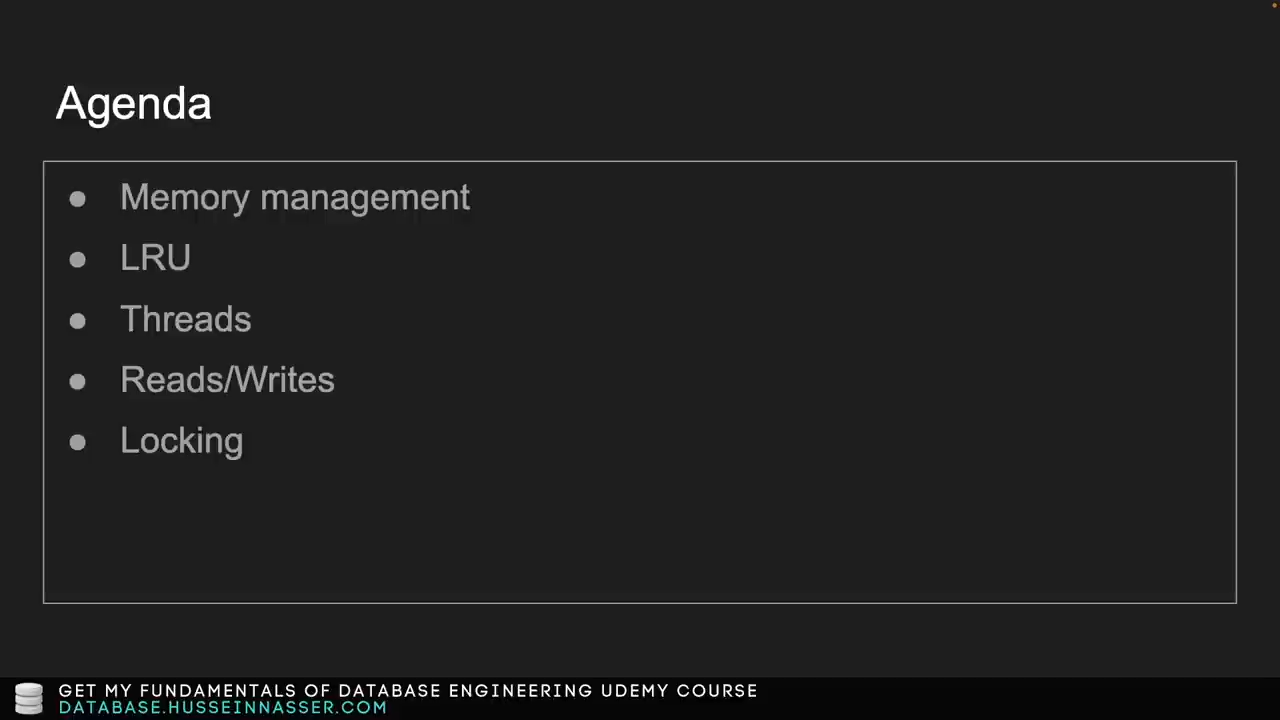 Agenda
● Memory management
● LRU
● Threads
● Reads/Writes
● Locking
GET MY FUNDAMENTALS OF DATABASE ENGINEERING UDEMY COURSE
DATABASE.HUSSEINNASSER.COM